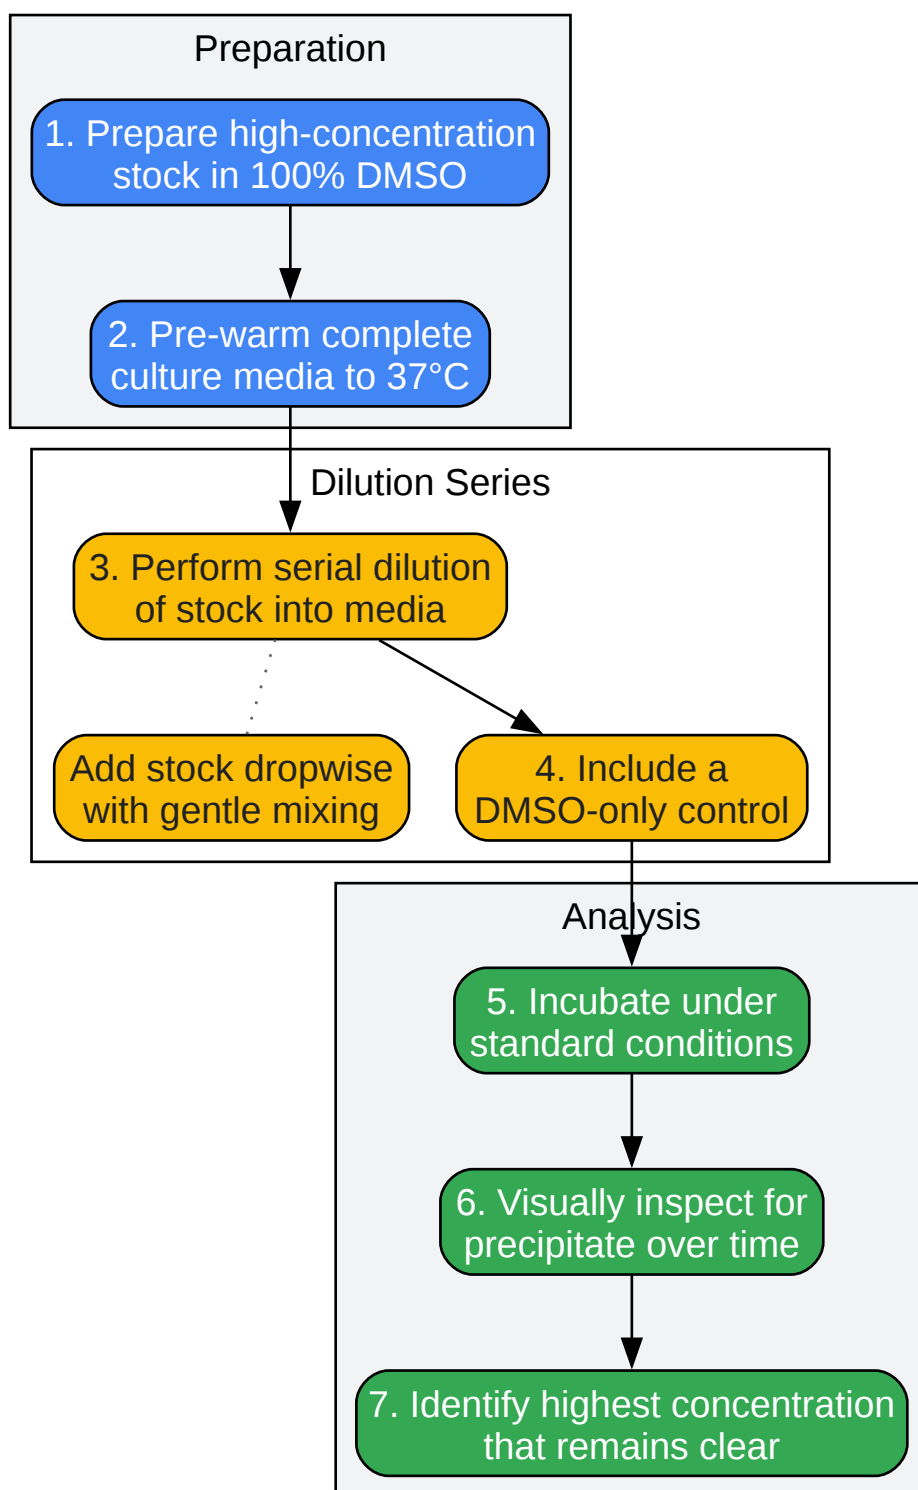 Preparation
1. Prepare high-concentration
stock in 100% DMSO
2. Pre-warm complete
culture media to 37°C
Dilution Series
3. Perform serial dilution
of stock into media
Add stock dropwise
with gentle mixing
4. Include a
DMSO-only control
Analysis
5. Incubate under
standard conditions
6. Visually inspect for
precipitate over time
7. Identify highest concentration
that remains clear